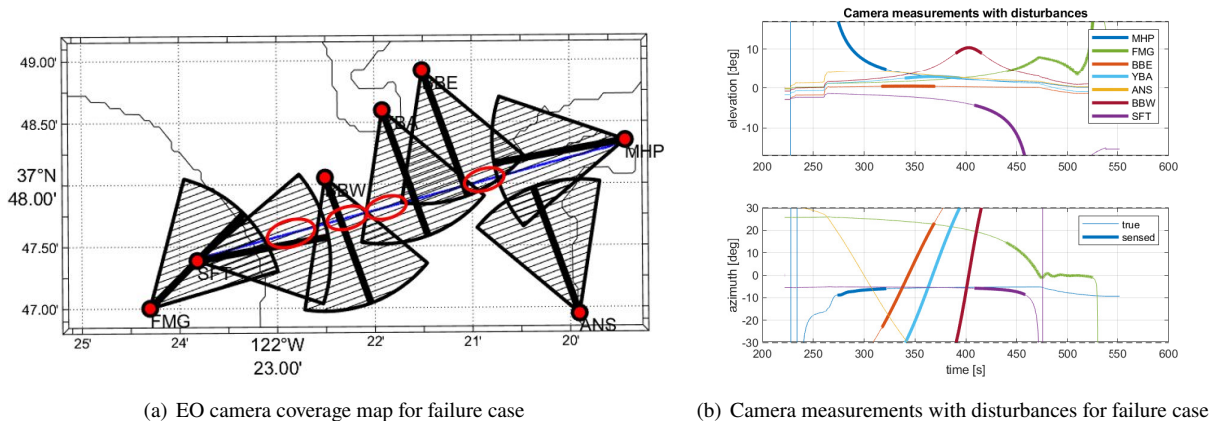 49.00'
48.50'
37°N
48.00'
47.50'
47.00'
BBE
YBA
MHP
BBW
SFT
FMG
ANS
25'
24'
122°W
23.00'
22'
21'
20'
(a) EO camera coverage map for failure case
Camera measurements with disturbances
elevation [deg]
10
0
-10
200 250 300 350 400 450 500 550 600
MHP
FMG
BBE
YBA
ANS
BBW
SFT
azimuth [deg]
30
20
10
0
-10
-20
-30
200 250 300 350 400 450 500 550 600
time [s]
true
sensed
(b) Camera measurements with disturbances for failure case